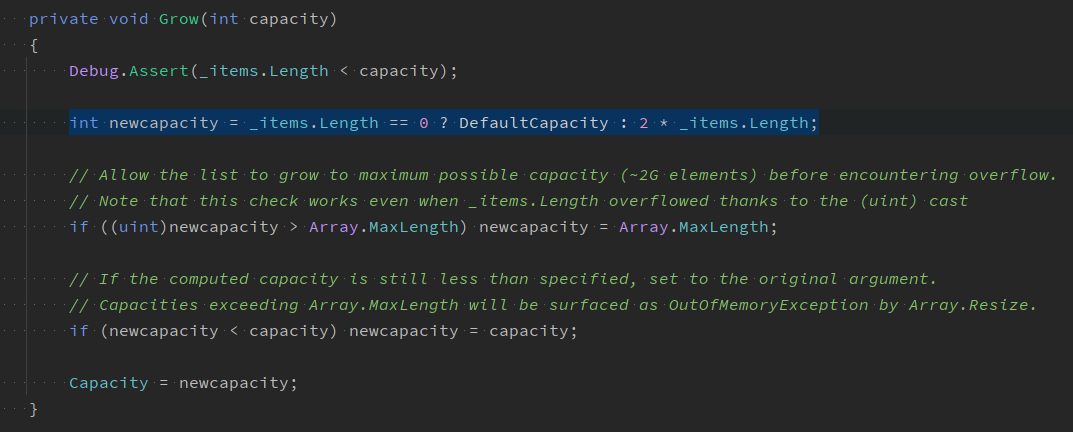 private void Grow(int capacity)
{
Debug.Assert(_items.Length < capacity);
int newcapacity = _items.Length == 0 ? DefaultCapacity : 2 * _items.Length;
// Allow the list to grow to maximum possible capacity (~2G elements) before encountering overflow.
// Note that this check works even when _items.Length overflowed thanks to the (uint) cast
if ((uint)newcapacity > Array.MaxLength) newcapacity = Array.MaxLength;
// If the computed capacity is still less than specified, set to the original argument.
// Capacities exceeding Array.MaxLength will be surfaced as OutOfMemoryException by Array.Resize.
if (newcapacity < capacity) newcapacity = capacity;
Capacity = newcapacity;
}